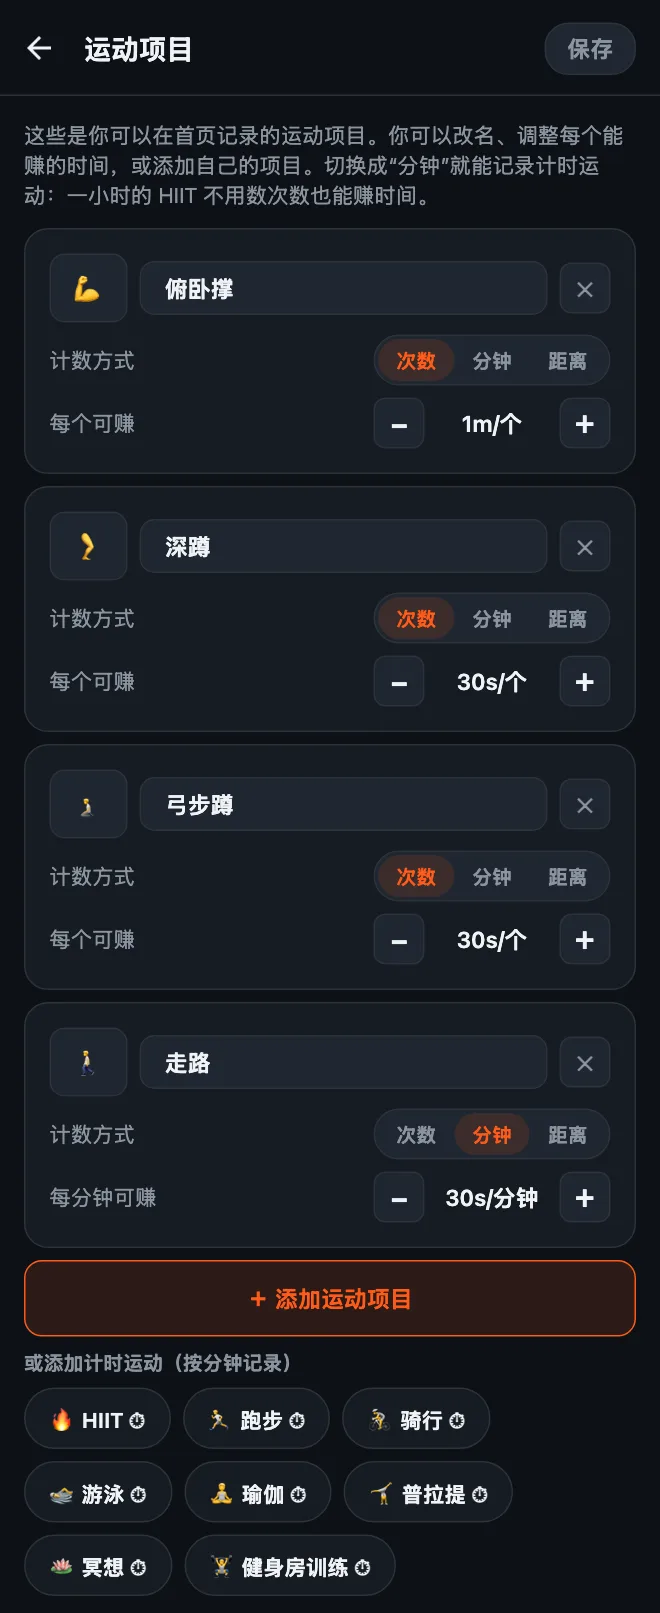 运动项目
保存
这些是你可以在首页记录的运动项目。你可以改名、调整每个能
赚的时间，或添加自己的项目。切换成“分钟”就能记录计时运
动：一小时的 HIIT 不用数次数也能赚时间。
俯卧撑
计数方式 次数 分钟 距离
每个可赚 − 1m/个 +
深蹲
计数方式 次数 分钟 距离
每个可赚 − 30s/个 +
弓步蹲
计数方式 次数 分钟 距离
每个可赚 − 30s/个 +
走路
计数方式 次数 分钟 距离
每分钟可赚 − 30s/分钟 +
+ 添加运动项目
或添加计时运动（按分钟记录）
HIIT 跑步 骑行
游泳 瑜伽 普拉提
冥想 健身房训练